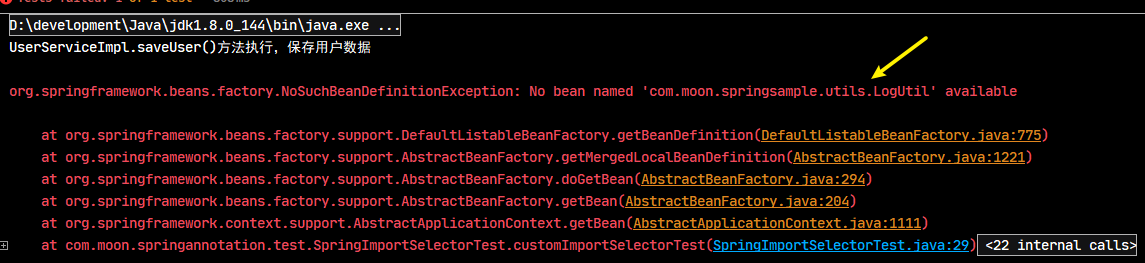 D:\development\Java\jdk1.8.0_144\bin\java.exe ...
UserServiceImpl.saveUser()方法执行，保存用户数据
org.springframework.beans.factory.NoSuchBeanDefinitionException: No bean named 'com.moon.springsample.utils.LogUtil' available
at org.springframework.beans.factory.support.DefaultListableBeanFactory.getBeanDefinition(DefaultListableBeanFactory.java:775)
at org.springframework.beans.factory.support.AbstractBeanFactory.getMergedLocalBeanDefinition(AbstractBeanFactory.java:1221)
at org.springframework.beans.factory.support.AbstractBeanFactory.doGetBean(AbstractBeanFactory.java:294)
at org.springframework.beans.factory.support.AbstractBeanFactory.getBean(AbstractBeanFactory.java:204)
at org.springframework.context.support.AbstractApplicationContext.getBean(AbstractApplicationContext.java:1111)
at com.moon.springannotation.test.SpringImportSelectorTest.customImportSelectorTest(SpringImportSelectorTest.java:29) <22 internal calls>